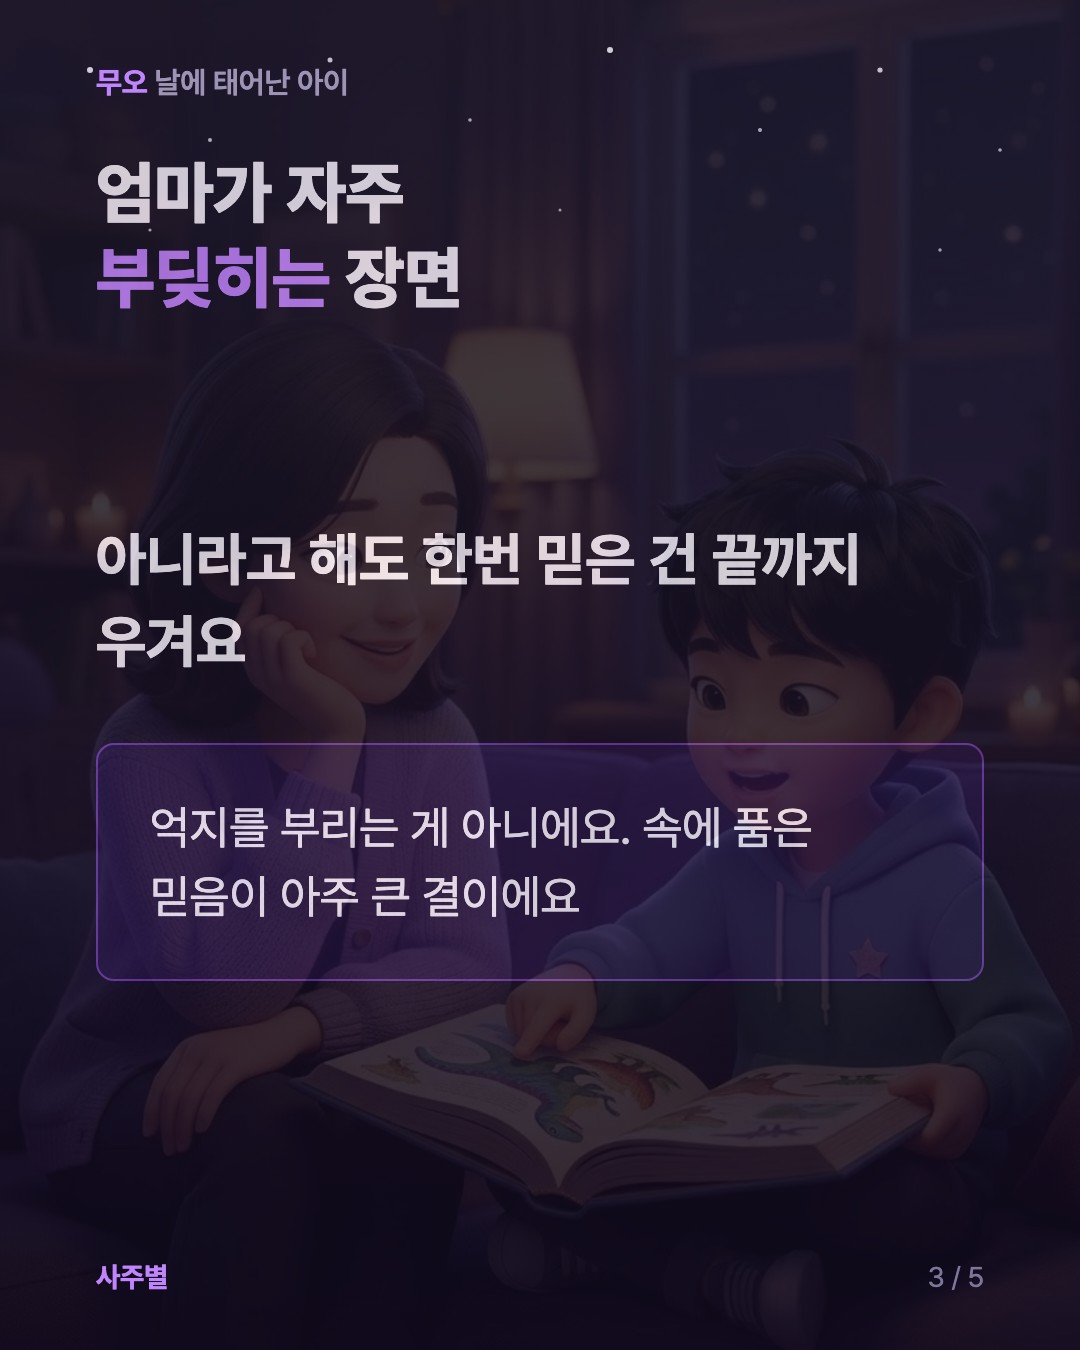 무오 날에 태어난 아이
엄마가 자주
부딪히는 장면
아니라고 해도 한번 믿은 건 끝까지
우겨요
억지를 부리는 게 아니에요. 속에 품은
믿음이 아주 큰 결이에요
사주별
3 / 5